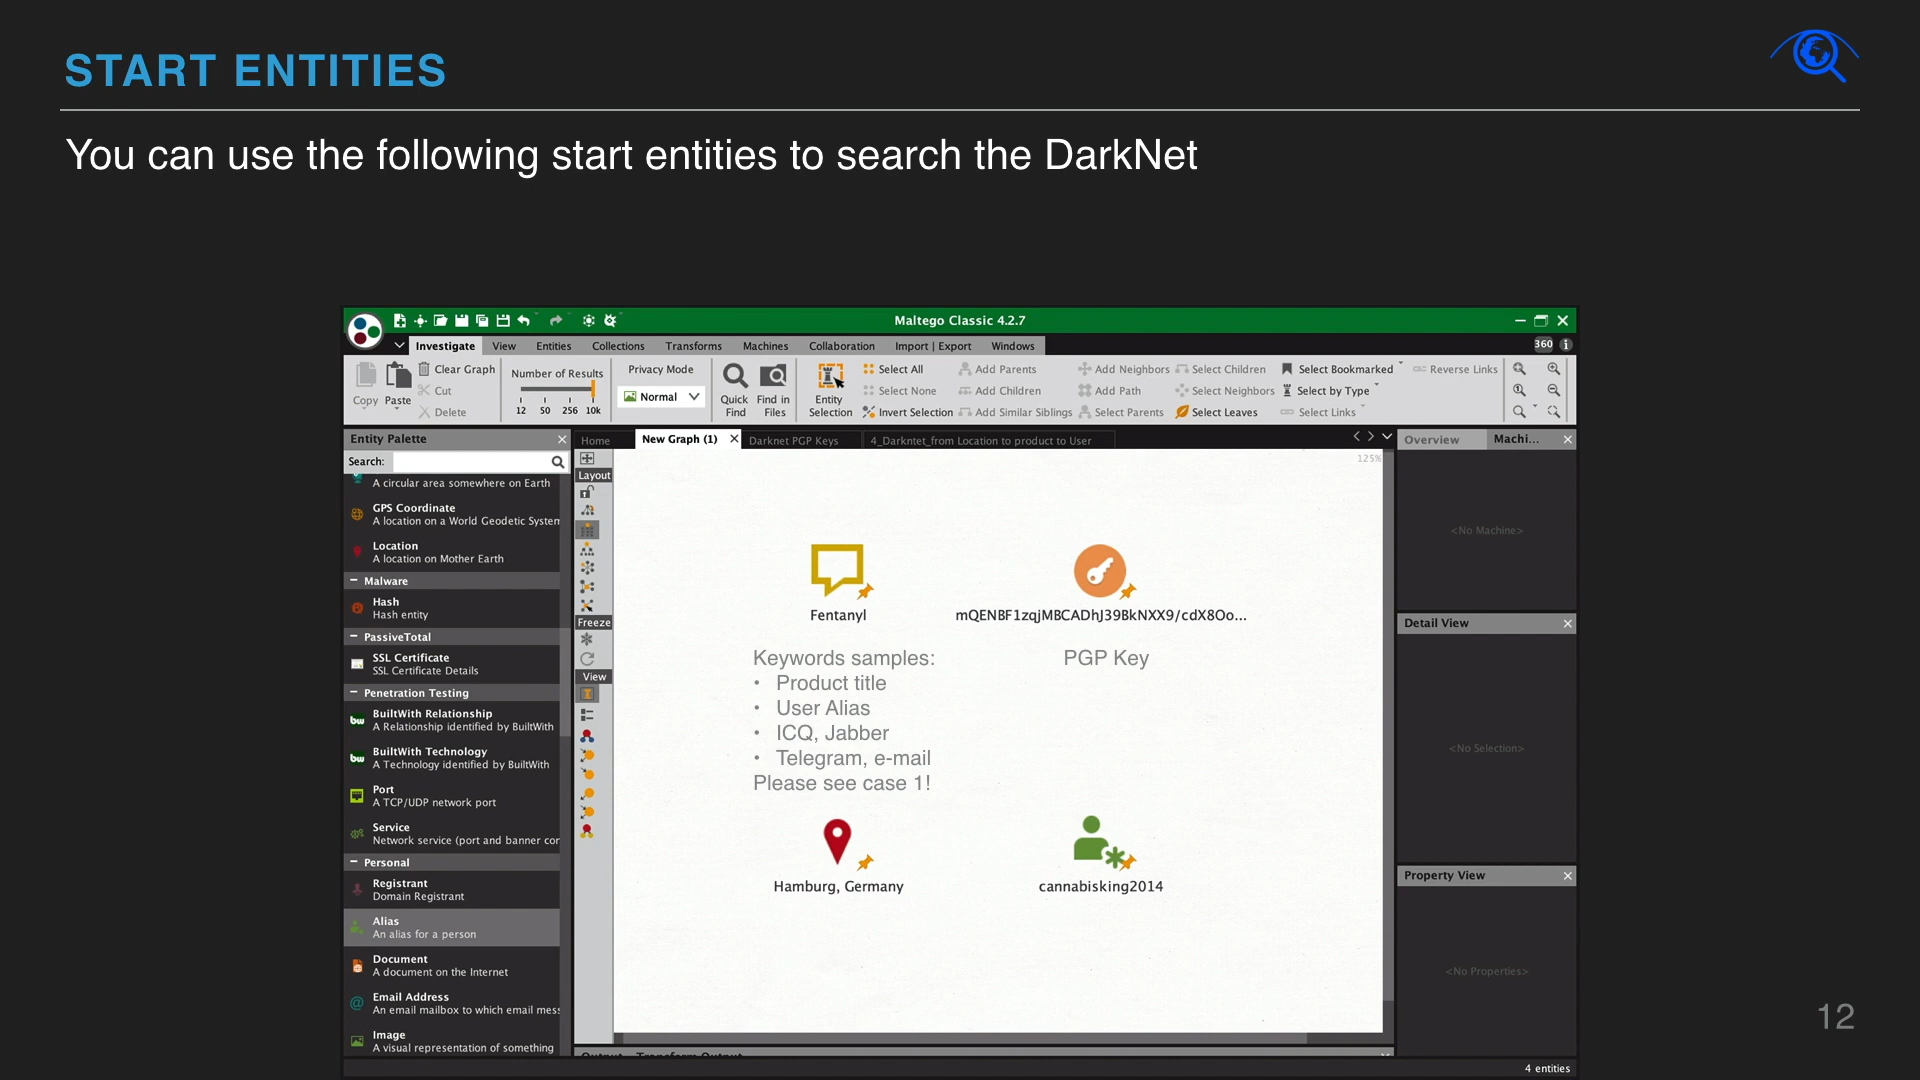 START ENTITIES
You can use the following start entities to search the DarkNet
Maltego Classic 4.2.7
Investigate View Entities Collections Transforms Machines Collaboration Import | Export Windows
360
Copy
Paste
Clear Graph
Cut
Delete
Number of Results
12 50 256 10k
Privacy Mode
Normal
Quick Find
Find in Files
Entity Selection
Select All
Select None
Invert Selection
Add Parents
Add Children
Add Similar Siblings
Add Neighbors
Add Path
Select Parents
Select Children
Select Neighbors
Select Leaves
Select Bookmarked
Select by Type
Select Links
Reverse Links
Entity Palette
Search:
A circular area somewhere on Earth
GPS Coordinate
A location on a World Geodetic System
Location
A location on Mother Earth
Malware
Hash
Hash entity
PassiveTotal
SSL Certificate
SSL Certificate Details
Penetration Testing
BuiltWith Relationship
A Relationship identified by BuiltWith
BuiltWith Technology
A Technology identified by BuiltWith
Port
A TCP/UDP network port
Service
Network service (port and banner cor
Personal
Registrant
Domain Registrant
Alias
An alias for a person
Document
A document on the Internet
Email Address
An email mailbox to which email mess
Image
A visual representation of something
Home
New Graph (1)
Darknet PGP Keys
4_Darkntet_from Location to product to User
Layout
Freeze
View
125%
Fentanyl
mQENBF1zqjMBCADhJ39BkNXX9/cdX8Oo...
Keywords samples:
• Product title
• User Alias
• ICQ, Jabber
• Telegram, e-mail
Please see case 1!
PGP Key
Hamburg, Germany
cannabisking2014
Overview
Machi...
<No Machine>
Detail View
<No Selection>
Property View
<No Properties>
4 entities
12